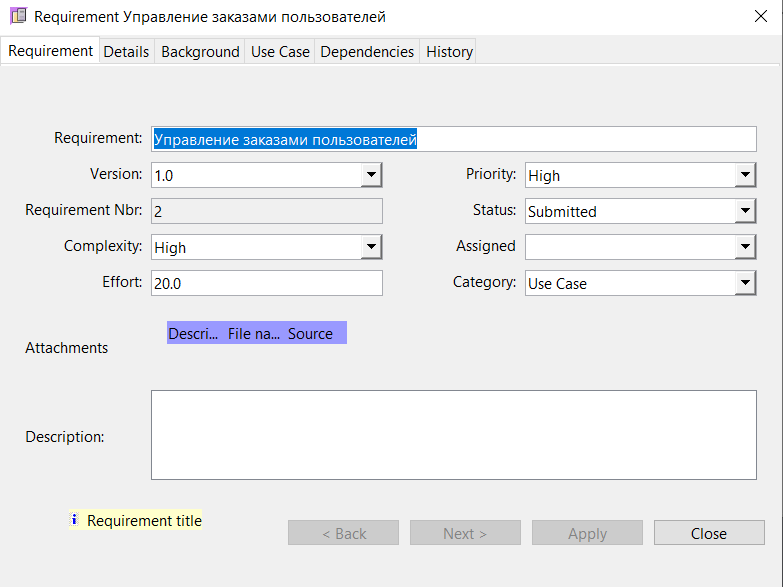 Requirement Управление заказами пользователей
Requirement Details Background Use Case Dependencies History
Requirement: Управление заказами пользователей
Version: 1.0 Priority: High
Requirement Nbr: 2 Status: Submitted
Complexity: High Assigned
Effort: 20.0 Category: Use Case
Descri... File na... Source
Attachments
Description:
Requirement title
< Back Next > Apply Close